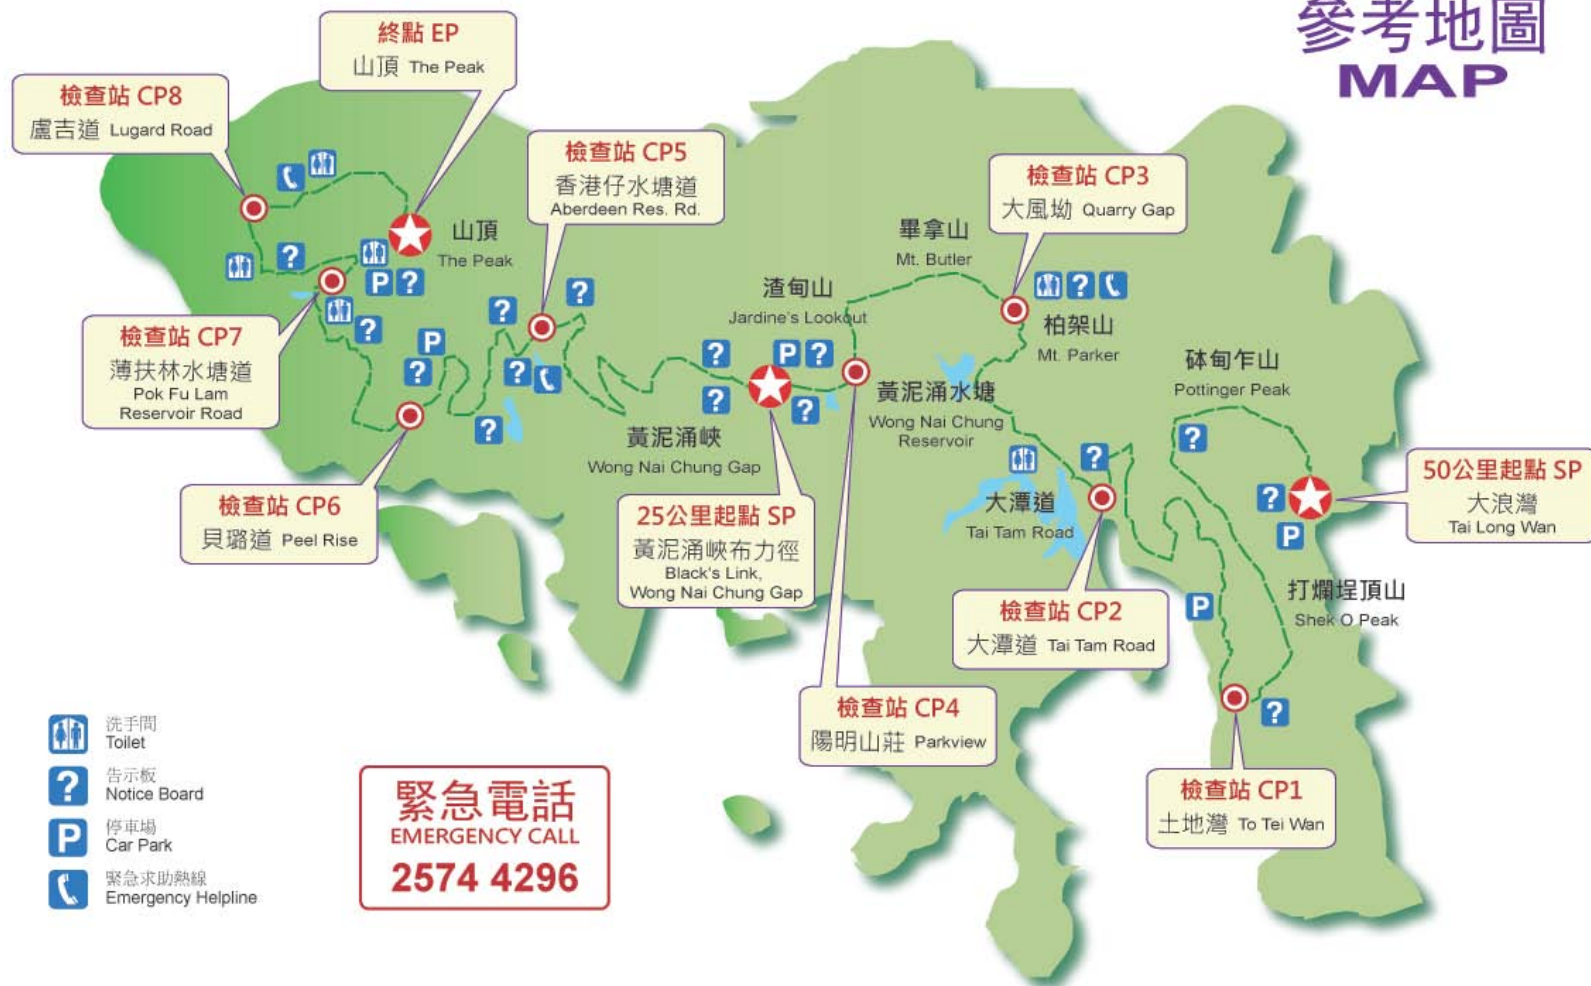 參考地圖
MAP
終點 EP
山頂 The Peak
檢查站 CP8
盧吉道 Lugard Road
檢查站 CP5
香港仔水塘道
Aberdeen Res. Rd.
檢查站 CP3
大風坳 Quarry Gap
山頂
The Peak
畢拿山
Mt. Butler
渣甸山
Jardine's Lookout
柏架山
Mt. Parker
砵甸乍山
Pottinger Peak
檢查站 CP7
薄扶林水塘道
Pok Fu Lam
Reservoir Road
黃泥涌水塘
Wong Nai Chung
Reservoir
黃泥涌峽
Wong Nai Chung Gap
50公里起點 SP
大浪灣
Tai Long Wan
檢查站 CP6
貝璐道 Peel Rise
25公里起點 SP
黃泥涌峽布力徑
Black's Link,
Wong Nai Chung Gap
大潭道
Tai Tam Road
打爛埕頂山
Shek O Peak
檢查站 CP2
大潭道 Tai Tam Road
檢查站 CP4
陽明山莊 Parkview
檢查站 CP1
土地灣 To Tei Wan
洗手間
Toilet
?
告示板
Notice Board
P
停車場
Car Park
緊急求助熱線
Emergency Helpline
緊急電話
EMERGENCY CALL
2574 4296